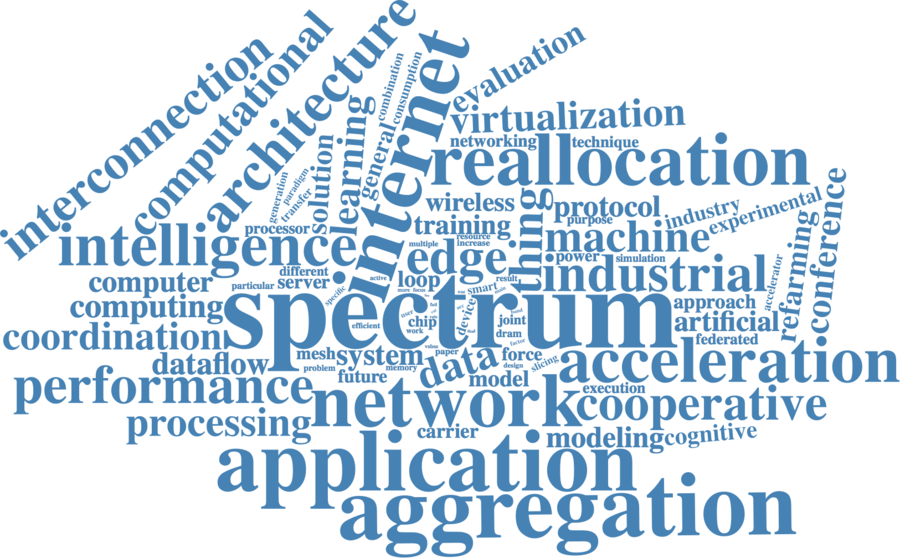 interconnection
computational
architecture
internet
evaluation
combination
consumption
learning
general
solution
generation
paradigm
transfer
processor
virtualization
networking
technique
reallocation
wireless
thing
protocol
purpose
industry
experimental
conference
refarming
accelerator
training
resource
increase
multiple
machine
intelligence
edge
power
simulation
industrial
different
server
computer
particular
specific
active
loop
result
smart
spectrum
approach
computing
more
focus
user
chip
work
efficient
device
joint
dram
factor
artificial
federated
coordination
dataflow
mesh
system
value
paper
data
force
design
slicing
acceleration
problem
memory
future
model
performance
network
execution
cooperative
processing
carrier
modeling
cognitive
application
aggregation